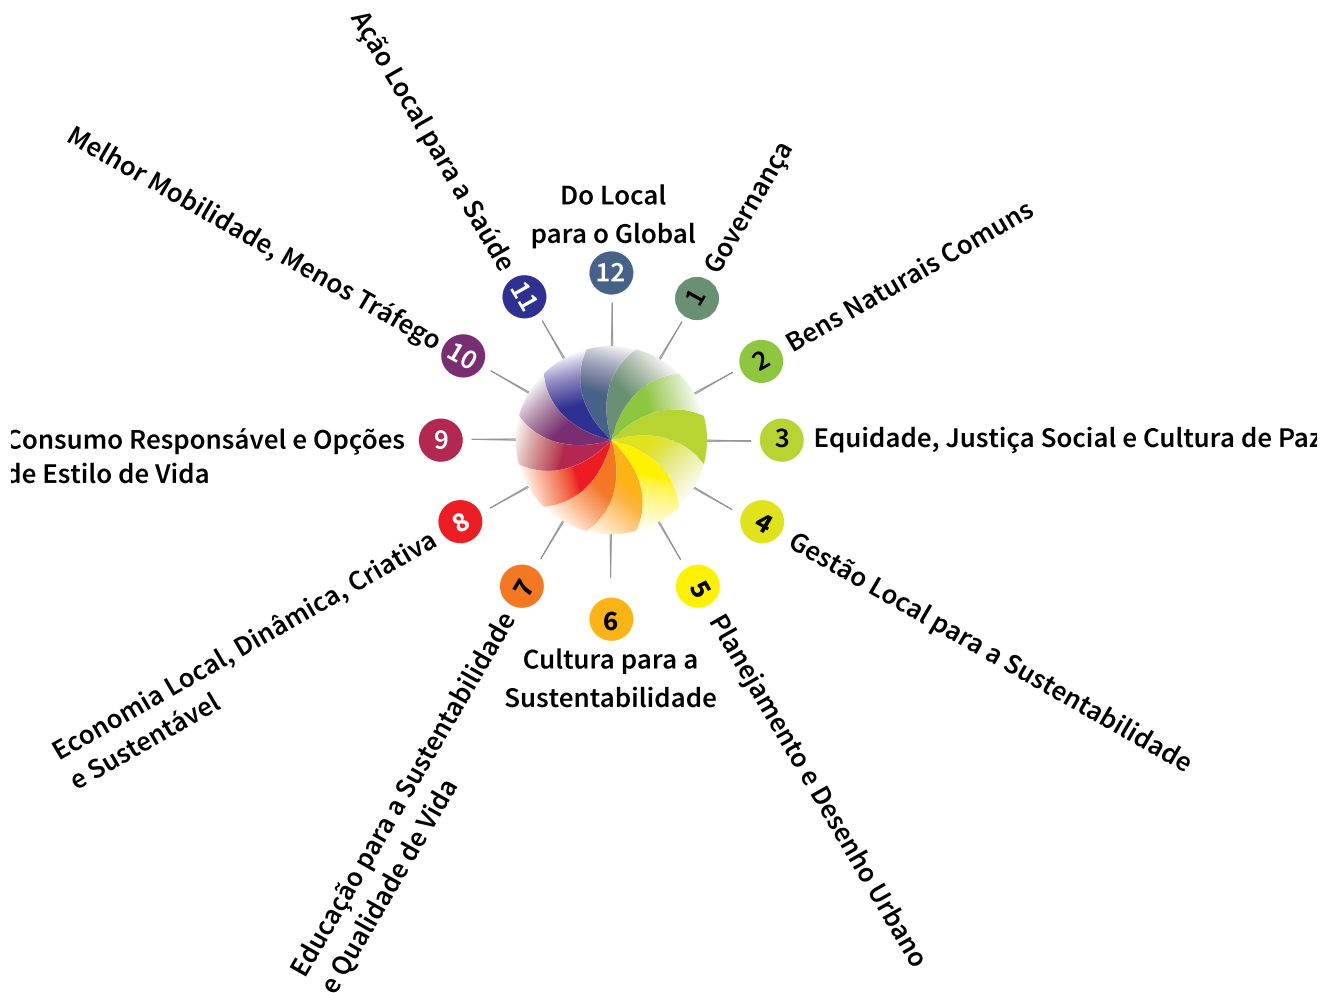 1
Governança
2
Bens Naturais Comuns
3
Equidade, Justiça Social e Cultura de Paz
4
Gestão Local para a Sustentabilidade
5
Planejamento e Desenho Urbano
6
Cultura para a
Sustentabilidade
7
Educação para a Sustentabilidade
e Qualidade de Vida
8
Economia Local, Dinâmica, Criativa
e Sustentável
9
Consumo Responsável e Opções
de Estilo de Vida
10
Melhor Mobilidade, Menos Tráfego
11
Ação Local para a Saúde
12
Do Local
para o Global